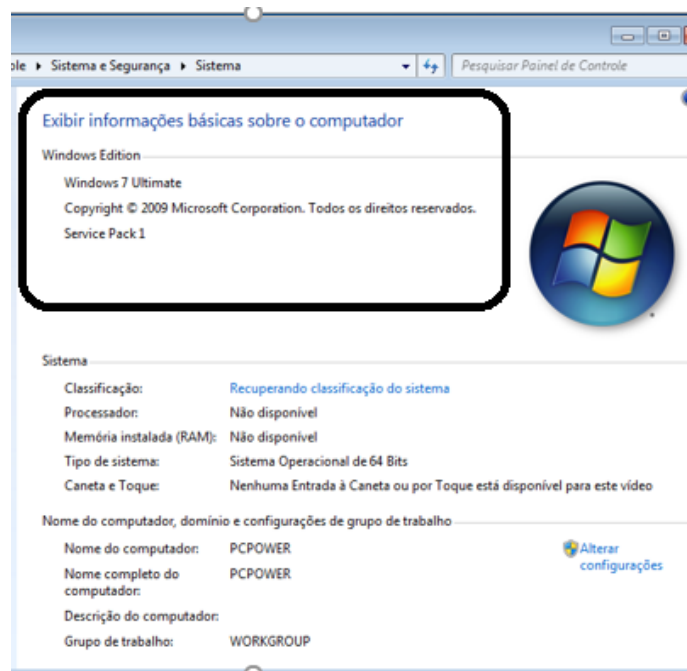 ole ▸ Sistema e Segurança ▸ Sistema
Pesquisar Painel de Controle
Exibir informações básicas sobre o computador
Windows Edition
Windows 7 Ultimate
Copyright © 2009 Microsoft Corporation. Todos os direitos reservados.
Service Pack 1
Sistema
Classificação: Recuperando classificação do sistema
Processador: Não disponível
Memória instalada (RAM): Não disponível
Tipo de sistema: Sistema Operacional de 64 Bits
Caneta e Toque: Nenhuma Entrada à Caneta ou por Toque está disponível para este vídeo
Nome do computador, domínio e configurações de grupo de trabalho
Nome do computador: PCPOWER
Alterar
configurações
Nome completo do
computador: PCPOWER
Descrição do computador:
Grupo de trabalho: WORKGROUP